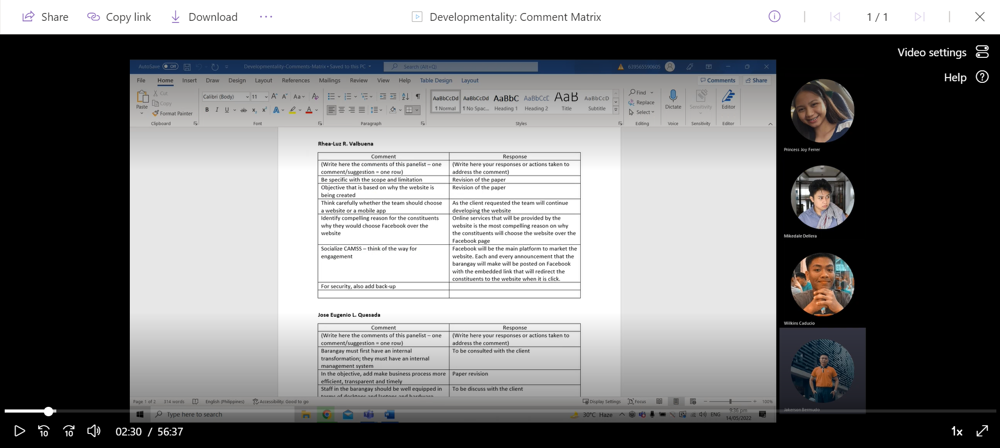 Share Copy link Download ... Developmentality: Comment Matrix 1 / 1
Video settings
Help
AutoSave Off Developmentality-Comments-Matrix • Saved to this PC Search (Alt+Q) 639565590605
File Home Insert Draw Design Layout References Mailings Review View Help Table Design Layout Comments Share
Paste Cut Copy Format Painter Clipboard
Calibri (Body) 11 A A Aa A
B I U ab x₂ x² A A Font
Paragraph
AaBbCcDd AaBbCcDd AaBbC AaBbCcE AaB AaBbCcD
¶ Normal ¶ No Spac... Heading 1 Heading 2 Title Subtitle
Styles
Find Replace Select Editing
Dictate Voice
Sensitivity Sensitivity
Editor Editor
Rhea-Luz R. Valbuena
Comment Response
(Write here the comments of this panelist – one (Write here your responses or actions taken to
comment/suggestion = one row) address the comment)
Be specific with the scope and limitation Revision of the paper
Objective that is based on why the website is Revision of the paper
being created
Think carefully whether the team should choose As the client requested the team will continue
a website or a mobile app developing the website
Identify compelling reason for the constituents Online services that will be provided by the
why they would choose Facebook over the website is the most compelling reason on why
website the constituents will choose the website over the
Facebook page
Socialize CAMSS – think of the way for Facebook will be the main platform to market the
engagement website. Each and every announcement that the
barangay will make will be posted on Facebook
with the embedded link that will redirect the
constituents to the website when it is click.
For security, also add back-up
Jose Eugenio L. Quesada
Comment Response
(Write here the comments of this panelist – one (Write here your responses or actions taken to
comment/suggestion = one row) address the comment)
Barangay must first have an internal To be consulted with the client
transformation; they must have an internal
management system
In the objective, add make business process more Paper revision
efficient, transparent and timely
Staff in the barangay should be well equipped in To be discuss with the client
terms of desktops and laptops and hardware
Princess Joy Ferrer
Mikedale Dellera
Wilkins Caducio
Jakerson Bermudo
Page 1 of 2 314 words English (Philippines) Accessibility: Good to go Display Settings Focus 100%
Type here to search 30°C Haze ENG 9:36 pm
14/05/2022
10 10 02:30 / 56:37 1x